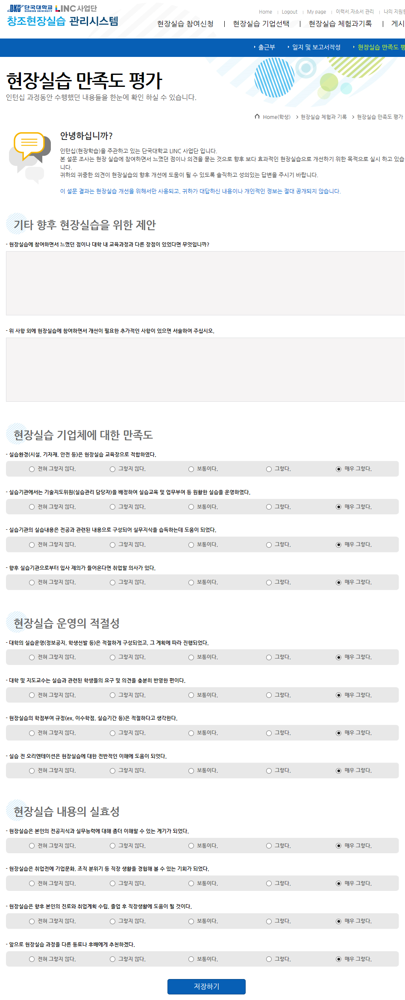 DKU 단국대학교 LINC사업단
DANKOOK UNIVERSITY
창조현장실습 관리시스템
Home Logout My page 이력서.자소서 관리 나의 지원현
현장실습 참여신청 현장실습 기업선택 현장실습 체험과기록 게시
출근부 일지 및 보고서작성 현장실습 만족도 평
현장실습 만족도 평가
인턴십 과정동안 수행했던 내용들을 한눈에 확인 하실 수 있습니다.
Home(학생) 현장실습 체험과 기록 현장실습 만족도 평가
안녕하십니까?
인턴십(현장학습)을 주관하고 있는 단국대학교 LINC 사업단 입니다.
본 설문 조사는 현장 실습에 참여하면서 느꼈던 점이나 의견을 묻는 것으로 향후 보다 효과적인 현장실습으로 개선하기 위한 목적으로 실시 하고 있습
니다.
귀하의 귀중한 의견이 현장실습의 향후 개선에 도움이 될 수 있도록 솔직하고 성의있는 답변을 주시기 바랍니다.
이 설문 결과는 현장실습 개선을 위해서만 사용되고, 귀하가 대답하신 내용이나 개인적인 정보는 절대 공개되지 않습니다.
기타 향후 현장실습을 위한 제안
- 현장실습에 참여하면서 느꼈던 점이나 대학 내 교육과정과 다른 장점이 있었다면 무엇입니까?
- 위 사항 외에 현장실습에 참여하면서 개선이 필요한 추가적인 사항이 있으면 서술하여 주십시오.
현장실습 기업체에 대한 만족도
- 실습환경(시설, 기자재, 안전 등)은 현장실습 교육장으로 적합하였다.
전혀 그렇지 않다. 그렇지 않다. 보통이다. 그렇다. 매우 그렇다.
- 실습기관에서는 기술지도위원(실습관리 담당자)을 배정하여 실습교육 및 업무부여 등 원활한 실습을 운영하였다.
전혀 그렇지 않다. 그렇지 않다. 보통이다. 그렇다. 매우 그렇다.
- 실습기관의 실습내용은 전공과 관련된 내용으로 구성되어 실무지식을 습득하는데 도움이 되었다.
전혀 그렇지 않다. 그렇지 않다. 보통이다. 그렇다. 매우 그렇다.
- 향후 실습기관으로부터 입사 제의가 들어온다면 취업할 의사가 있다.
전혀 그렇지 않다. 그렇지 않다. 보통이다. 그렇다. 매우 그렇다.
현장실습 운영의 적절성
- 대학의 실습운영(정보공지, 학생선발 등)은 적절하게 구성되었고, 그 계획에 따라 진행되었다.
전혀 그렇지 않다. 그렇지 않다. 보통이다. 그렇다. 매우 그렇다.
- 대학 및 지도교수는 실습과 관련된 학생들의 요구 및 의견을 충분히 반영한 편이다.
전혀 그렇지 않다. 그렇지 않다. 보통이다. 그렇다. 매우 그렇다.
- 현장실습의 학점부여 규정(ex, 이수학점, 실습기간 등)은 적절하다고 생각한다.
전혀 그렇지 않다. 그렇지 않다. 보통이다. 그렇다. 매우 그렇다.
- 실습 전 오리엔테이션은 현장실습에 대한 전반적인 이해에 도움이 되엇다.
전혀 그렇지 않다. 그렇지 않다. 보통이다. 그렇다. 매우 그렇다.
현장실습 내용의 실효성
- 현장실습은 본인의 전공지식과 실무능력에 대해 좀더 이해할 수 있는 계기가 되었다.
전혀 그렇지 않다. 그렇지 않다. 보통이다. 그렇다. 매우 그렇다.
- 현장실습은 취업전에 기업문화, 조직 분위기 등 직장 생활을 경험해 볼 수 있는 기회가 되었다.
전혀 그렇지 않다. 그렇지 않다. 보통이다. 그렇다. 매우 그렇다.
- 현장실습은 향후 본인의 진로와 취업계획 수립, 졸업 후 직장생활에 도움이 될 것이다.
전혀 그렇지 않다. 그렇지 않다. 보통이다. 그렇다. 매우 그렇다.
- 앞으로 현장실습 과정을 다른 동료나 후배에게 추천하겠다.
전혀 그렇지 않다. 그렇지 않다. 보통이다. 그렇다. 매우 그렇다.
저장하기